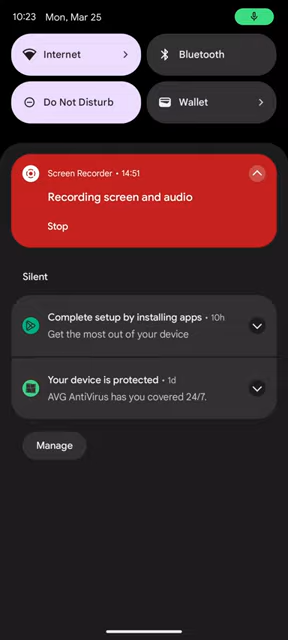 10:23 Mon, Mar 25
Internet
Bluetooth
Do Not Disturb
Wallet
Screen Recorder • 14:51
Recording screen and audio
Stop
Silent
Complete setup by installing apps • 10h
Get the most out of your device
Your device is protected • 1d
AVG AntiVirus has you covered 24/7.
Manage